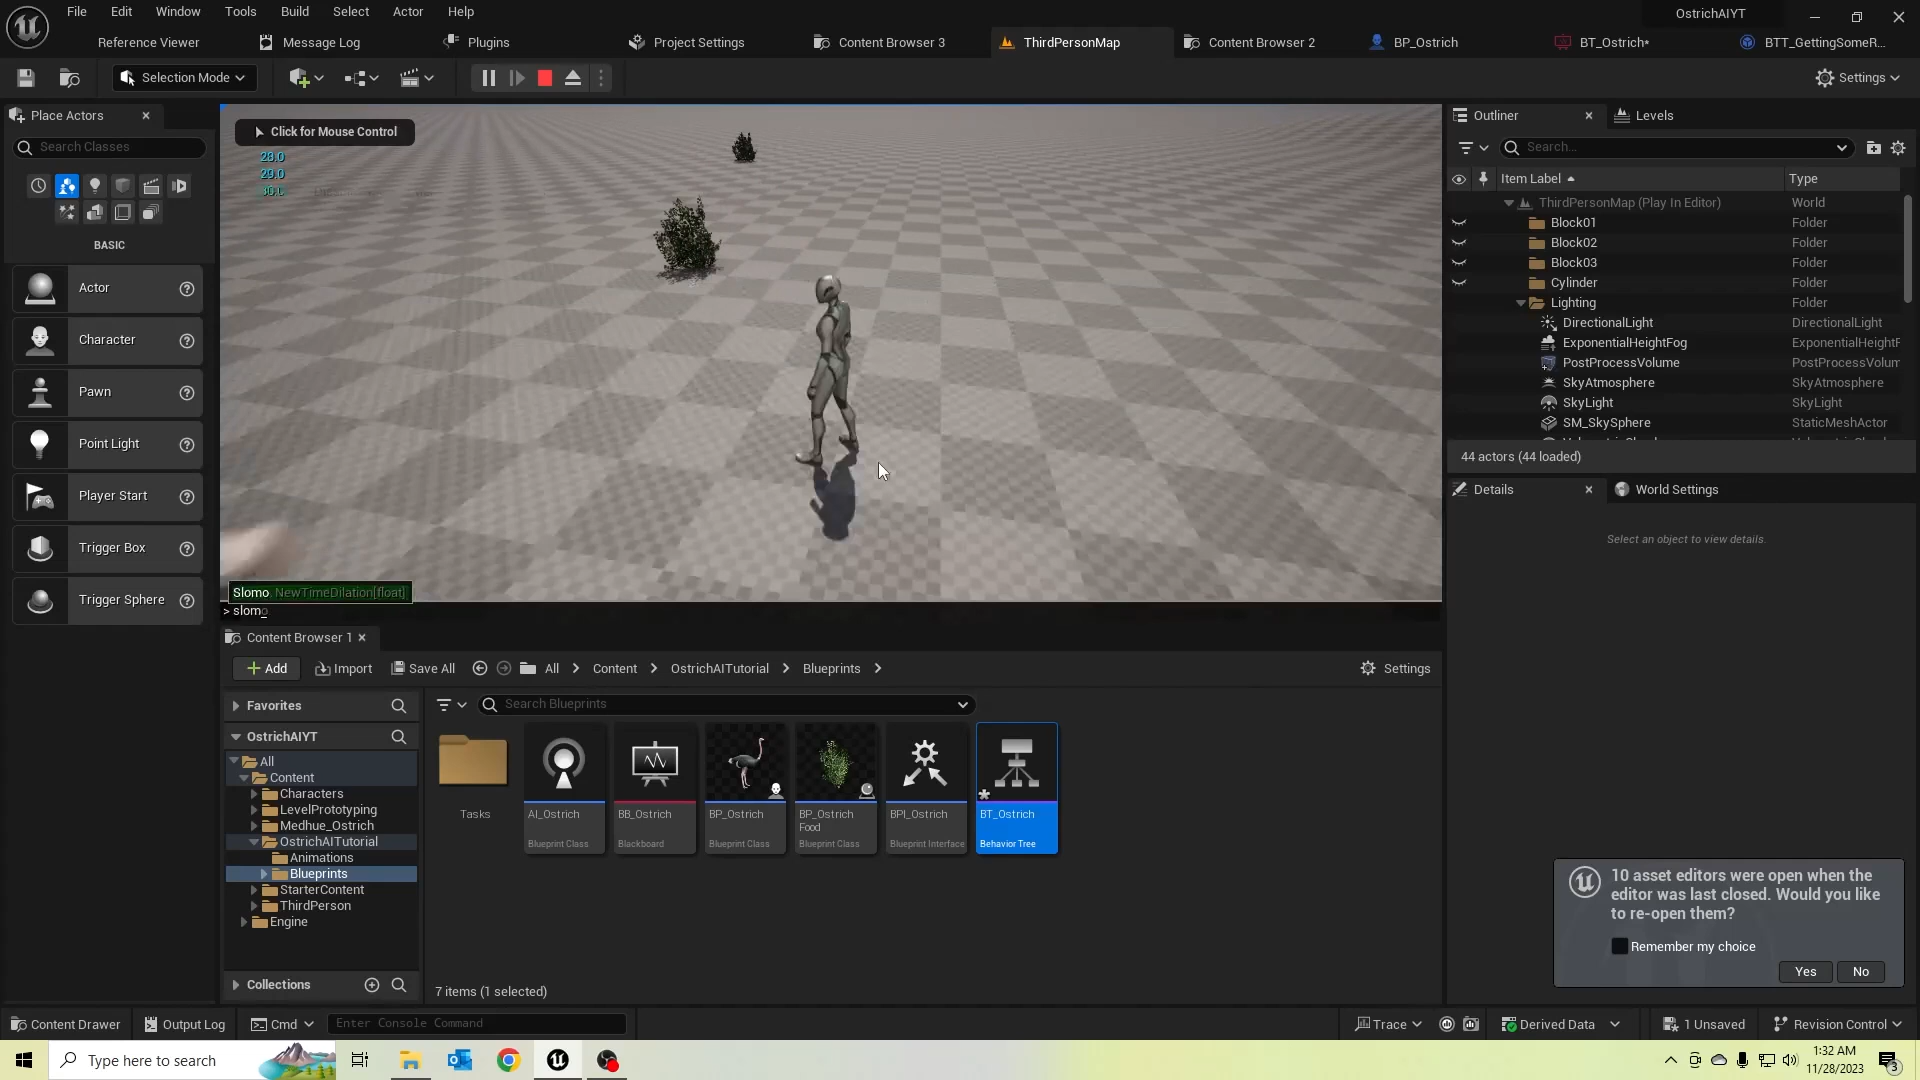 File Edit Window Tools Build Select Actor Help
OstrichAIYT
Reference Viewer Message Log Plugins Project Settings Content Browser 3 ThirdPersonMap Content Browser 2 BP_Ostrich BT_Ostrich* BTT_GettingSomeR...
Selection Mode
Settings
Place Actors
Search Classes
BASIC
Actor
Character
Pawn
Point Light
Player Start
Trigger Box
Trigger Sphere
Click for Mouse Control
28.0
29.0
Slomo NewTimeDilation[float]
> slomo
Outliner Levels
Search...
Item Label Type
ThirdPersonMap (Play In Editor) World
Block01 Folder
Block02 Folder
Block03 Folder
Cylinder Folder
Lighting Folder
DirectionalLight DirectionalLight
ExponentialHeightFog ExponentialHeightF
PostProcessVolume PostProcessVolum
SkyAtmosphere SkyAtmosphere
SkyLight SkyLight
SM_SkySphere StaticMeshActor
44 actors (44 loaded)
Details World Settings
Select an object to view details.
Content Browser 1
Add Import Save All All Content OstrichAITutorial Blueprints Settings
Favorites
Search Blueprints
OstrichAIYT
All
Content
Characters
LevelPrototyping
Medhue_Ostrich
OstrichAITutorial
Animations
Blueprints
StarterContent
ThirdPerson
Engine
Collections
Tasks
AI_Ostrich
Blueprint Class
BB_Ostrich
Blackboard
BP_Ostrich
Blueprint Class
BP_Ostrich
Food
Blueprint Class
BPI_Ostrich
Blueprint Interface
BT_Ostrich
Behavior Tree
7 items (1 selected)
10 asset editors were open when the
editor was last closed. Would you like
to re-open them?
Remember my choice
Yes No
Content Drawer Output Log Cmd Enter Console Command Trace Derived Data 1 Unsaved Revision Control
Type here to search
1:32 AM
11/28/2023
3